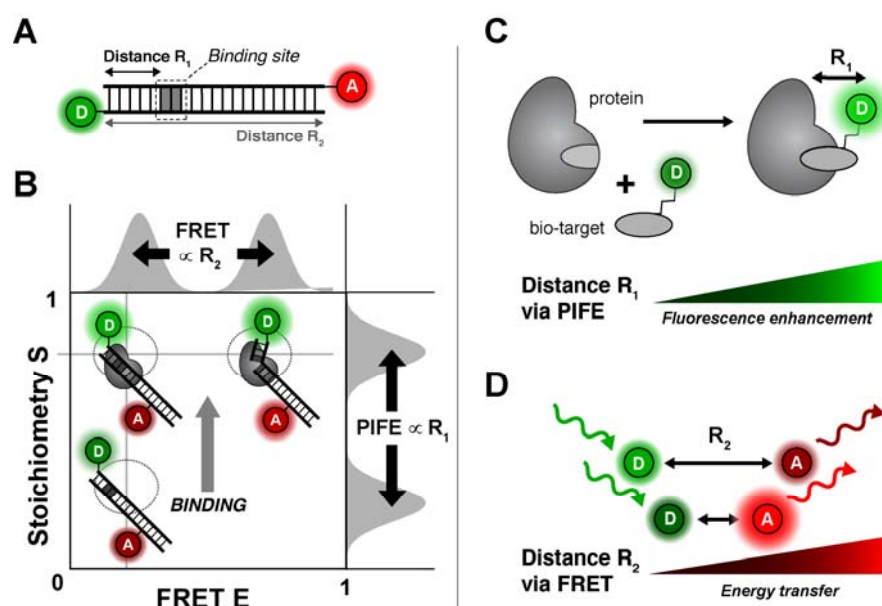 A
Distance R1
Binding site
D
A
Distance R2
B
FRET
∝ R2
1
Stoichiometry S
D
D
A
A
PIFE ∝ R1
D
BINDING
A
0
1
FRET E
C
R1
protein
D
D
+
bio-target
Distance R1
via PIFE
Fluorescence enhancement
D
R2
D
A
D
A
Distance R2
via FRET
Energy transfer